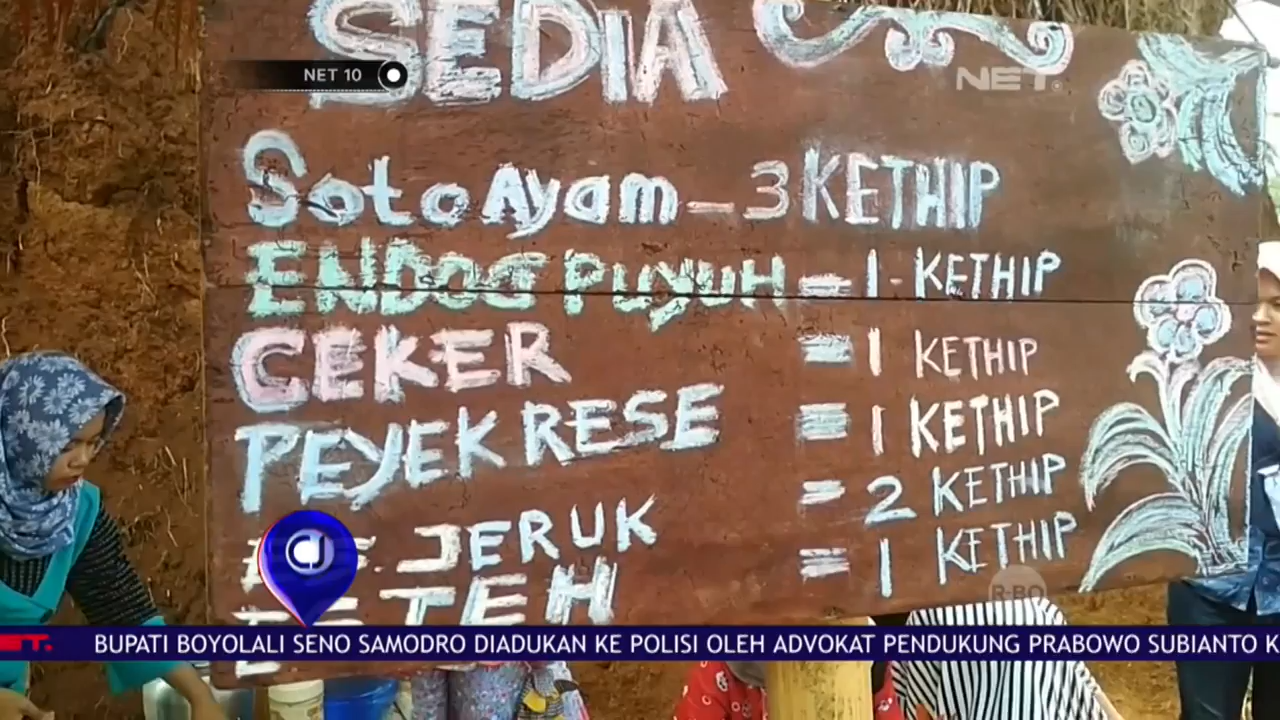 SEDIA
NET 10
NET.
Soto Ayam - 3 KETHIP
ENDOG PUYUH = 1 - KETHIP
CEKER = 1 KETHIP
PEYEK RESE = 1 KETHIP
JERUK = 2 KETHIP
TEH = 1 KETHIP
R-BO
BUPATI BOYOLALI SENO SAMODRO DIADUKAN KE POLISI OLEH ADVOKAT PENDUKUNG PRABOWO SUBIANTO K